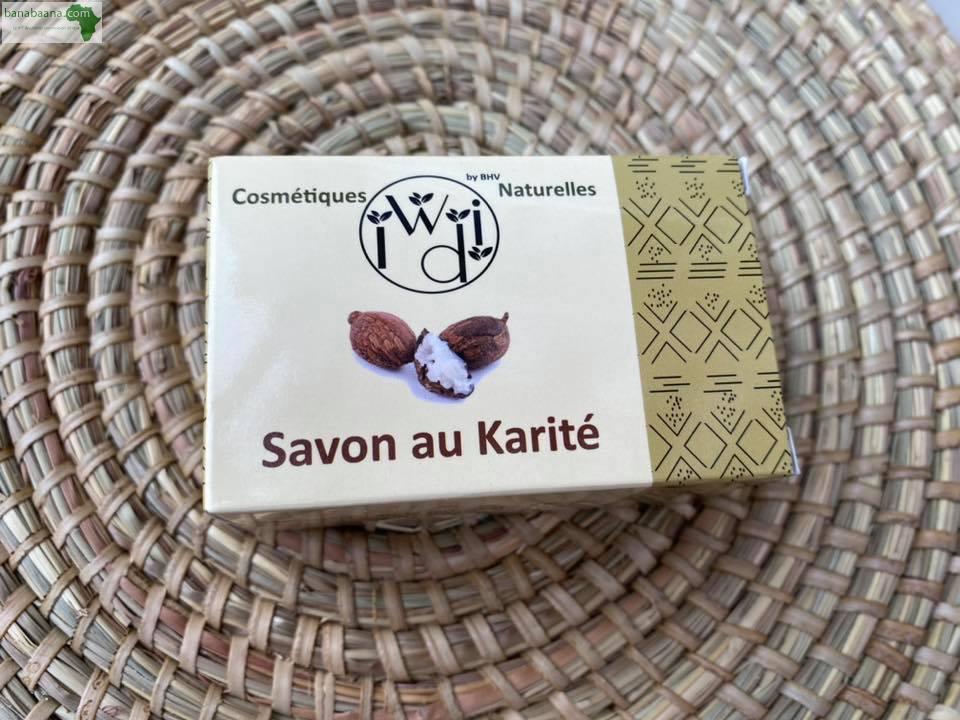 banabaana.com
by BHV
Cosmétiques
iwdi
Naturelles
Savon au Karité